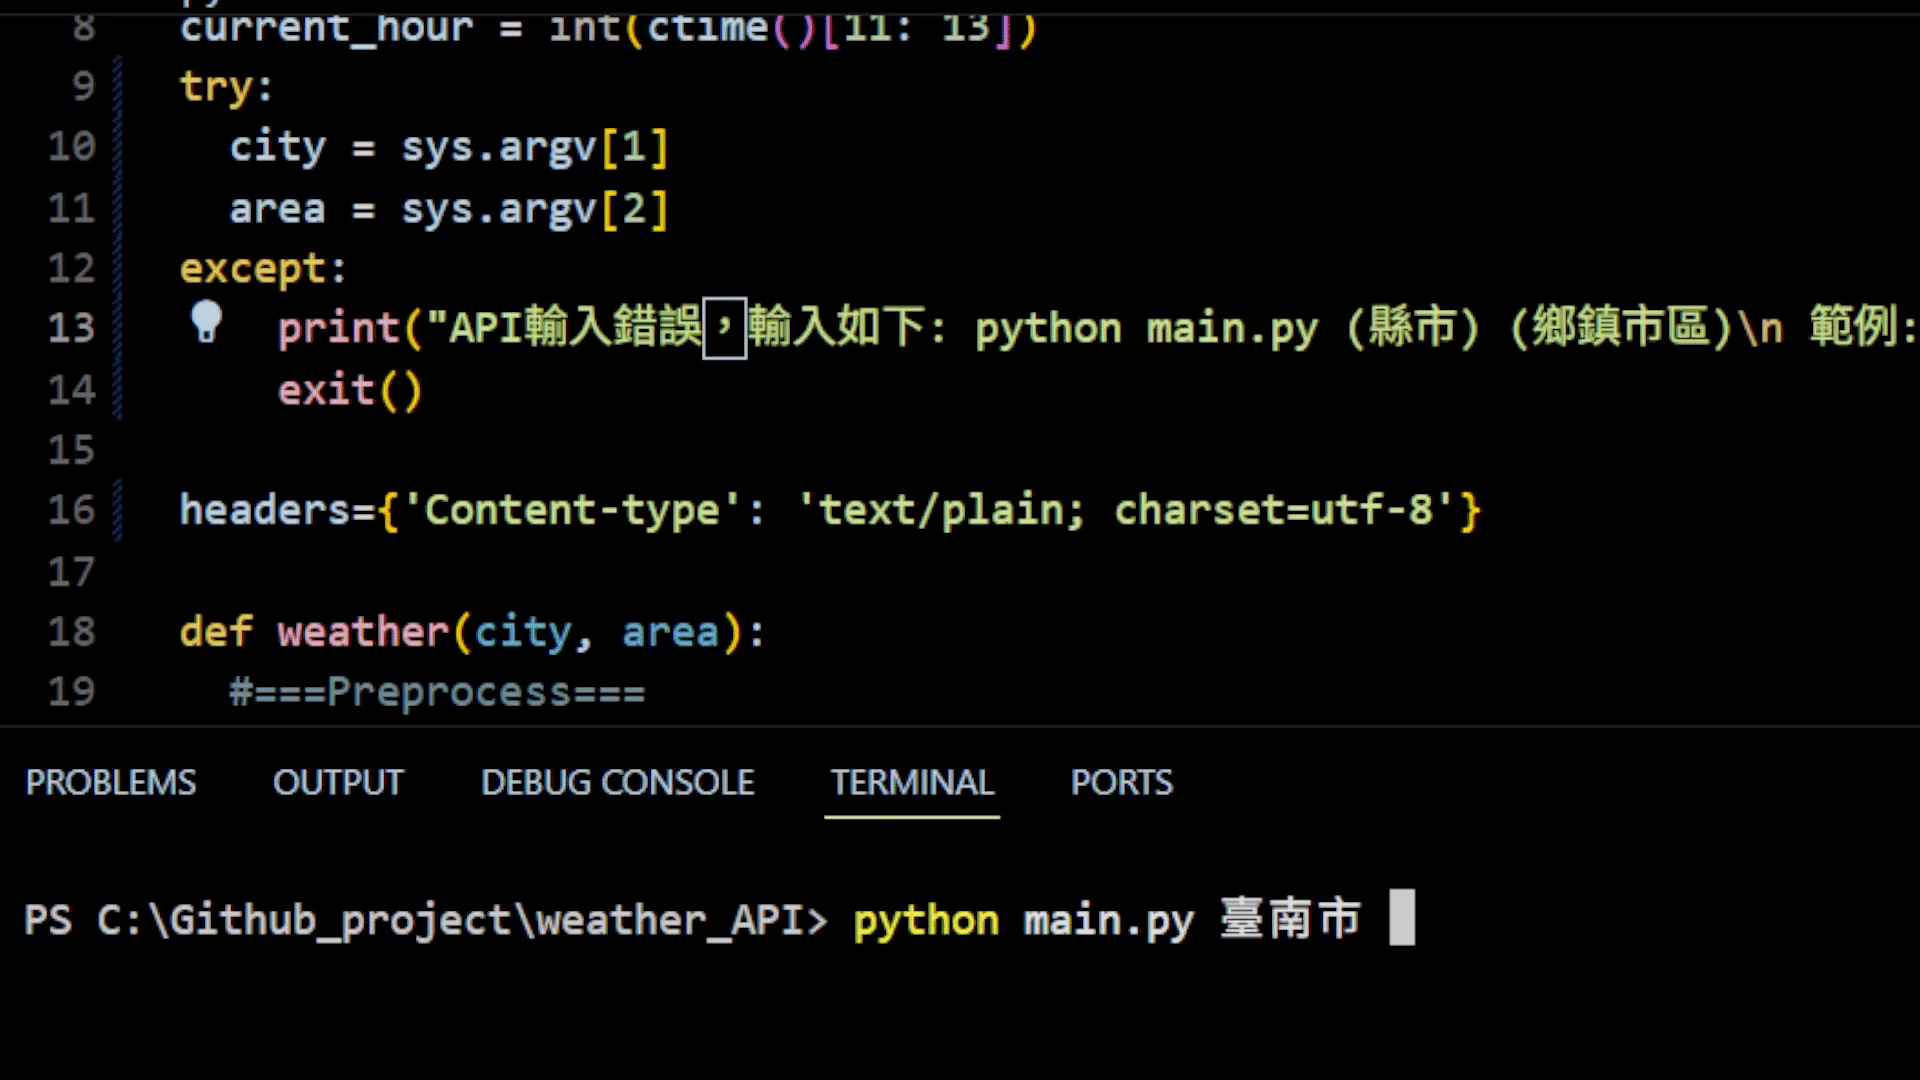 8 current_hour = int(ctime()[11: 13])
9 try:
10 city = sys.argv[1]
11 area = sys.argv[2]
12 except:
13 print("API輸入錯誤，輸入如下: python main.py (縣市) (鄉鎮市區)\n 範例:
14 exit()
15
16 headers={'Content-type': 'text/plain; charset=utf-8'}
17
18 def weather(city, area):
19 #===Preprocess===
PROBLEMS OUTPUT DEBUG CONSOLE TERMINAL PORTS
PS C:\Github_project\weather_API> python main.py 臺南市